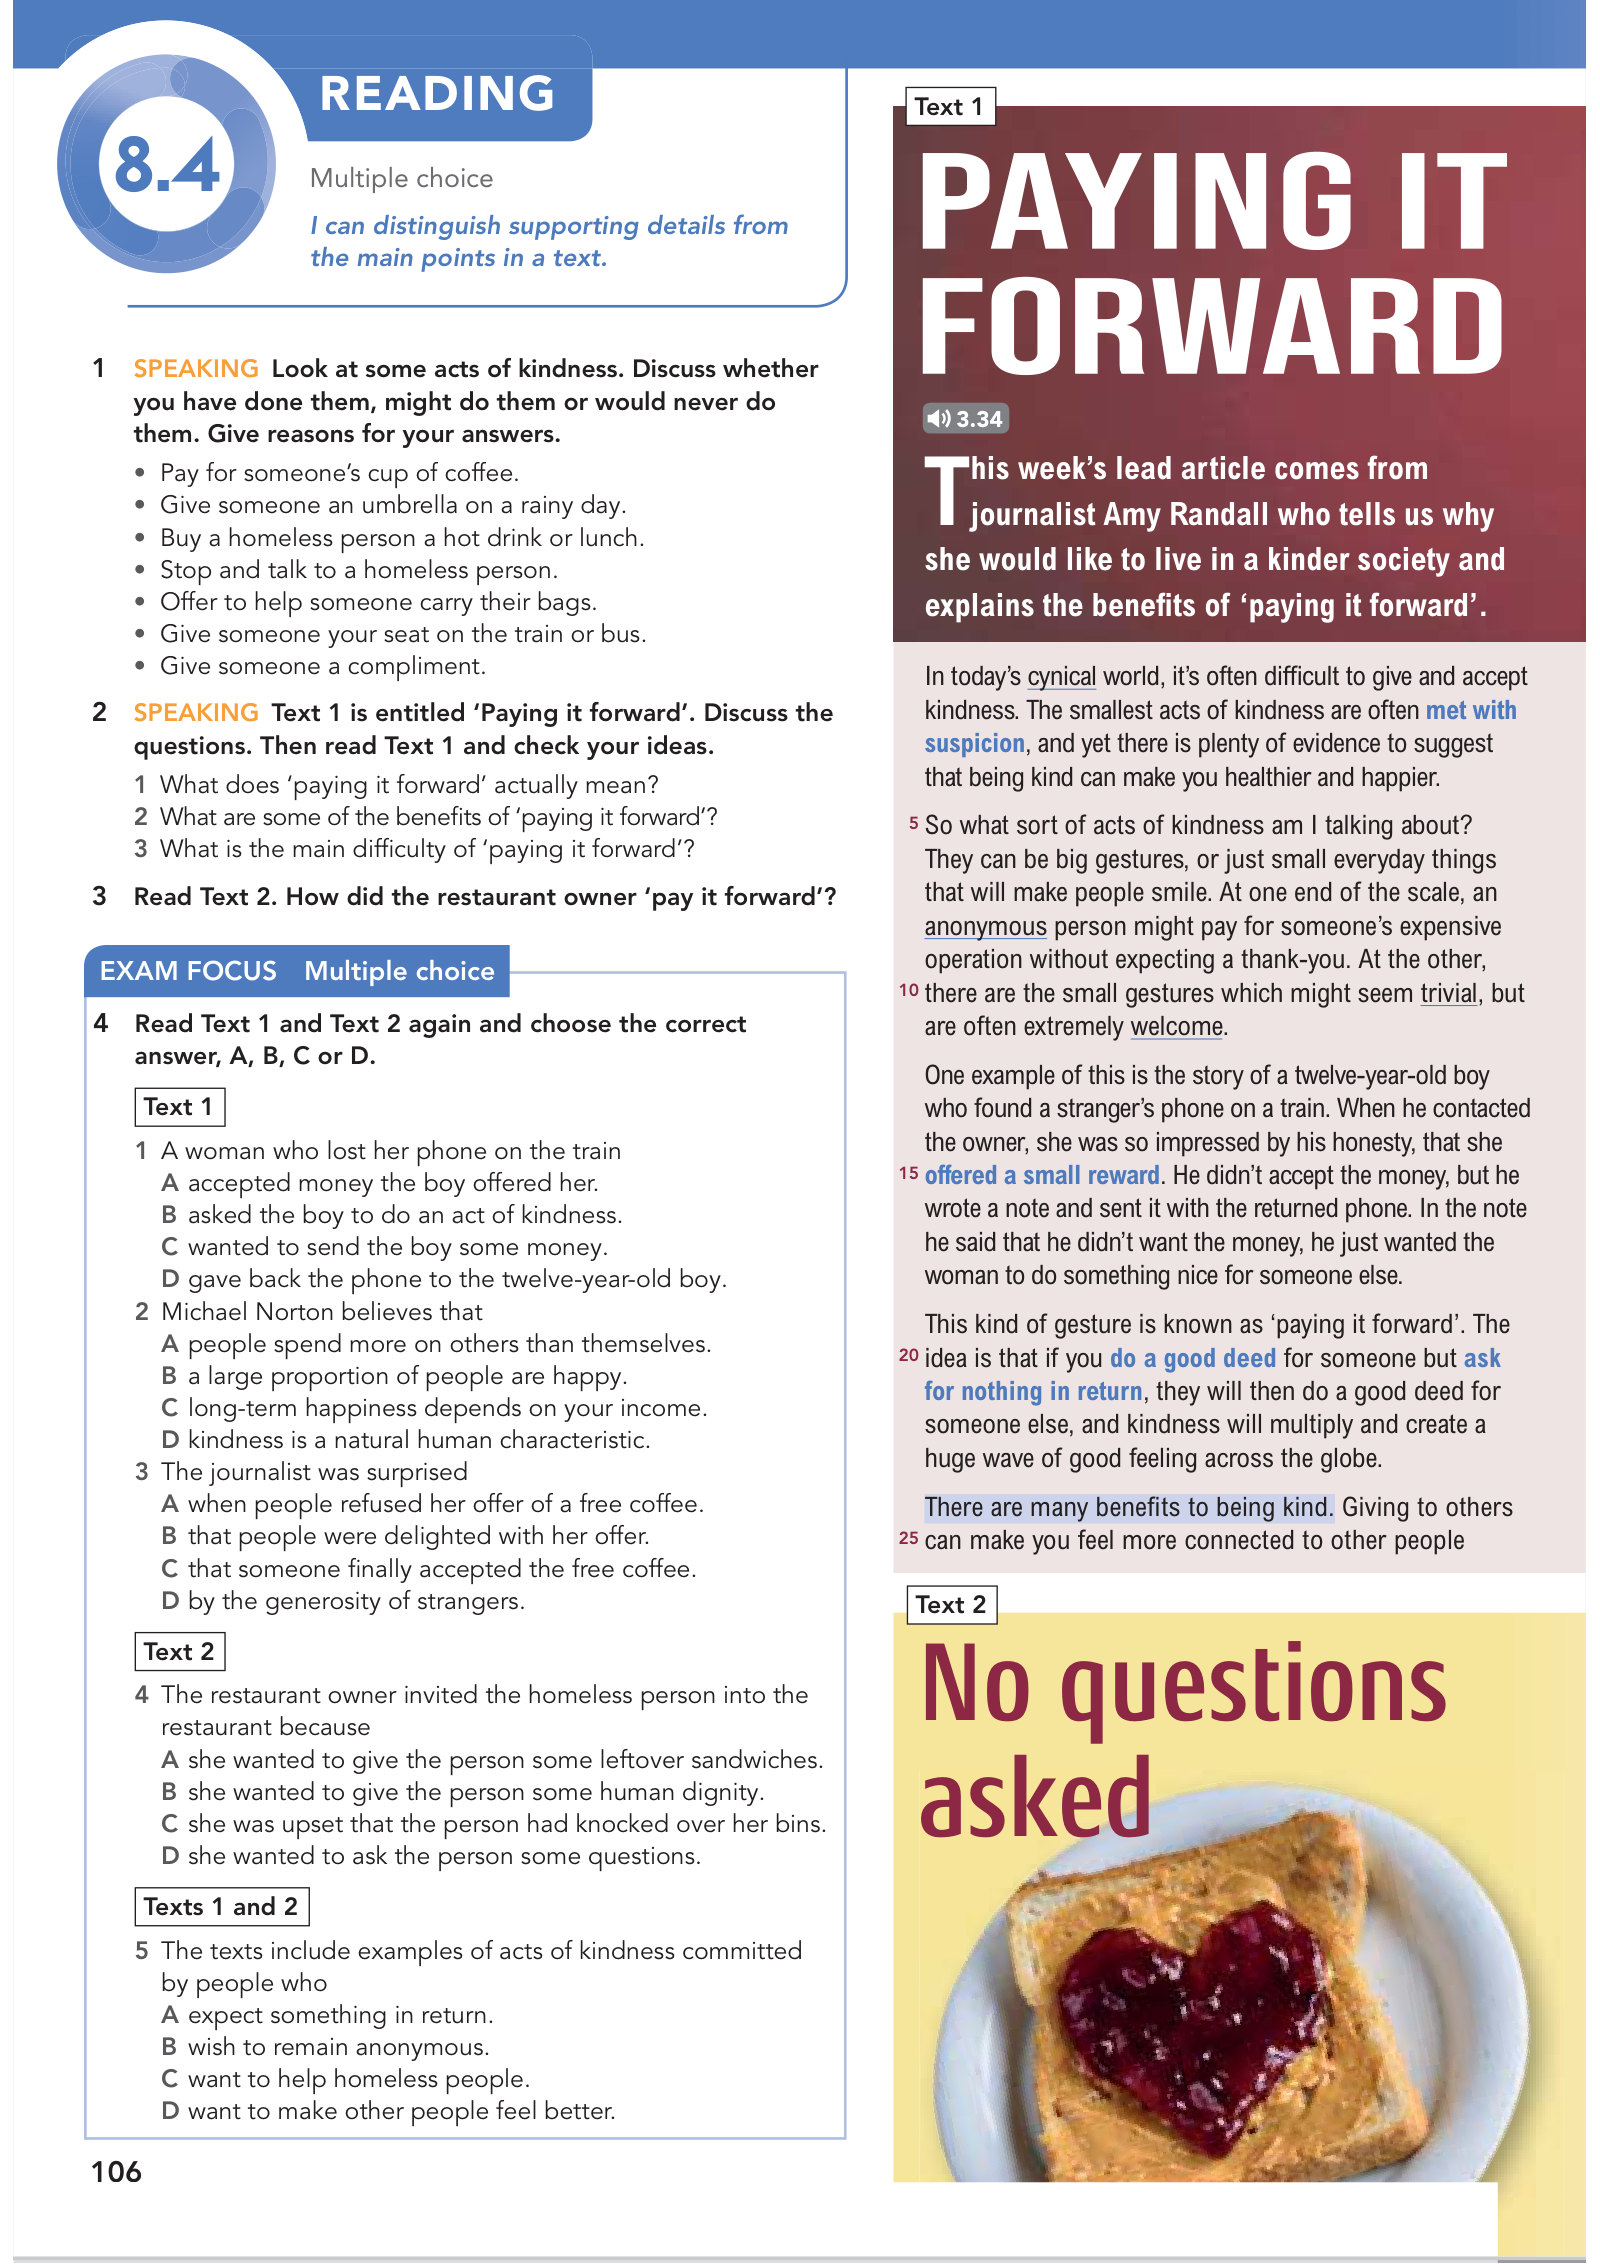 READING
8.4
Multiple choice
I can distinguish supporting details from
the main points in a text.
1 SPEAKING Look at some acts of kindness. Discuss whether
you have done them, might do them or would never do
them. Give reasons for your answers.
• Pay for someone's cup of coffee.
• Give someone an umbrella on a rainy day.
• Buy a homeless person a hot drink or lunch.
• Stop and talk to a homeless person.
• Offer to help someone carry their bags.
• Give someone your seat on the train or bus.
• Give someone a compliment.
2 SPEAKING Text 1 is entitled 'Paying it forward'. Discuss the
questions. Then read Text 1 and check your ideas.
1 What does 'paying it forward' actually mean?
2 What are some of the benefits of 'paying it forward'?
3 What is the main difficulty of 'paying it forward'?
3 Read Text 2. How did the restaurant owner 'pay it forward'?
EXAM FOCUS Multiple choice
4 Read Text 1 and Text 2 again and choose the correct
answer, A, B, C or D.
Text 1
1 A woman who lost her phone on the train
A accepted money the boy offered her.
B asked the boy to do an act of kindness.
C wanted to send the boy some money.
D gave back the phone to the twelve-year-old boy.
2 Michael Norton believes that
A people spend more on others than themselves.
B a large proportion of people are happy.
C long-term happiness depends on your income.
D kindness is a natural human characteristic.
3 The journalist was surprised
A when people refused her offer of a free coffee.
B that people were delighted with her offer.
C that someone finally accepted the free coffee.
D by the generosity of strangers.
Text 2
4 The restaurant owner invited the homeless person into the
restaurant because
A she wanted to give the person some leftover sandwiches.
B she wanted to give the person some human dignity.
C she was upset that the person had knocked over her bins.
D she wanted to ask the person some questions.
Texts 1 and 2
5 The texts include examples of acts of kindness committed
by people who
A expect something in return.
B wish to remain anonymous.
C want to help homeless people.
D want to make other people feel better.
106
Text 1
PAYING IT
FORWARD
3.34
This week's lead article comes from
journalist Amy Randall who tells us why
she would like to live in a kinder society and
explains the benefits of 'paying it forward'.
In today's cynical world, it's often difficult to give and accept
kindness. The smallest acts of kindness are often met with
suspicion, and yet there is plenty of evidence to suggest
that being kind can make you healthier and happier.
5 So what sort of acts of kindness am I talking about?
They can be big gestures, or just small everyday things
that will make people smile. At one end of the scale, an
anonymous person might pay for someone's expensive
operation without expecting a thank-you. At the other,
10 there are the small gestures which might seem trivial, but
are often extremely welcome.
One example of this is the story of a twelve-year-old boy
who found a stranger's phone on a train. When he contacted
the owner, she was so impressed by his honesty, that she
15 offered a small reward. He didn't accept the money, but he
wrote a note and sent it with the returned phone. In the note
he said that he didn't want the money, he just wanted the
woman to do something nice for someone else.
This kind of gesture is known as 'paying it forward'. The
20 idea is that if you do a good deed for someone but ask
for nothing in return, they will then do a good deed for
someone else, and kindness will multiply and create a
huge wave of good feeling across the globe.
There are many benefits to being kind. Giving to others
25 can make you feel more connected to other people
Text 2
No questions
asked